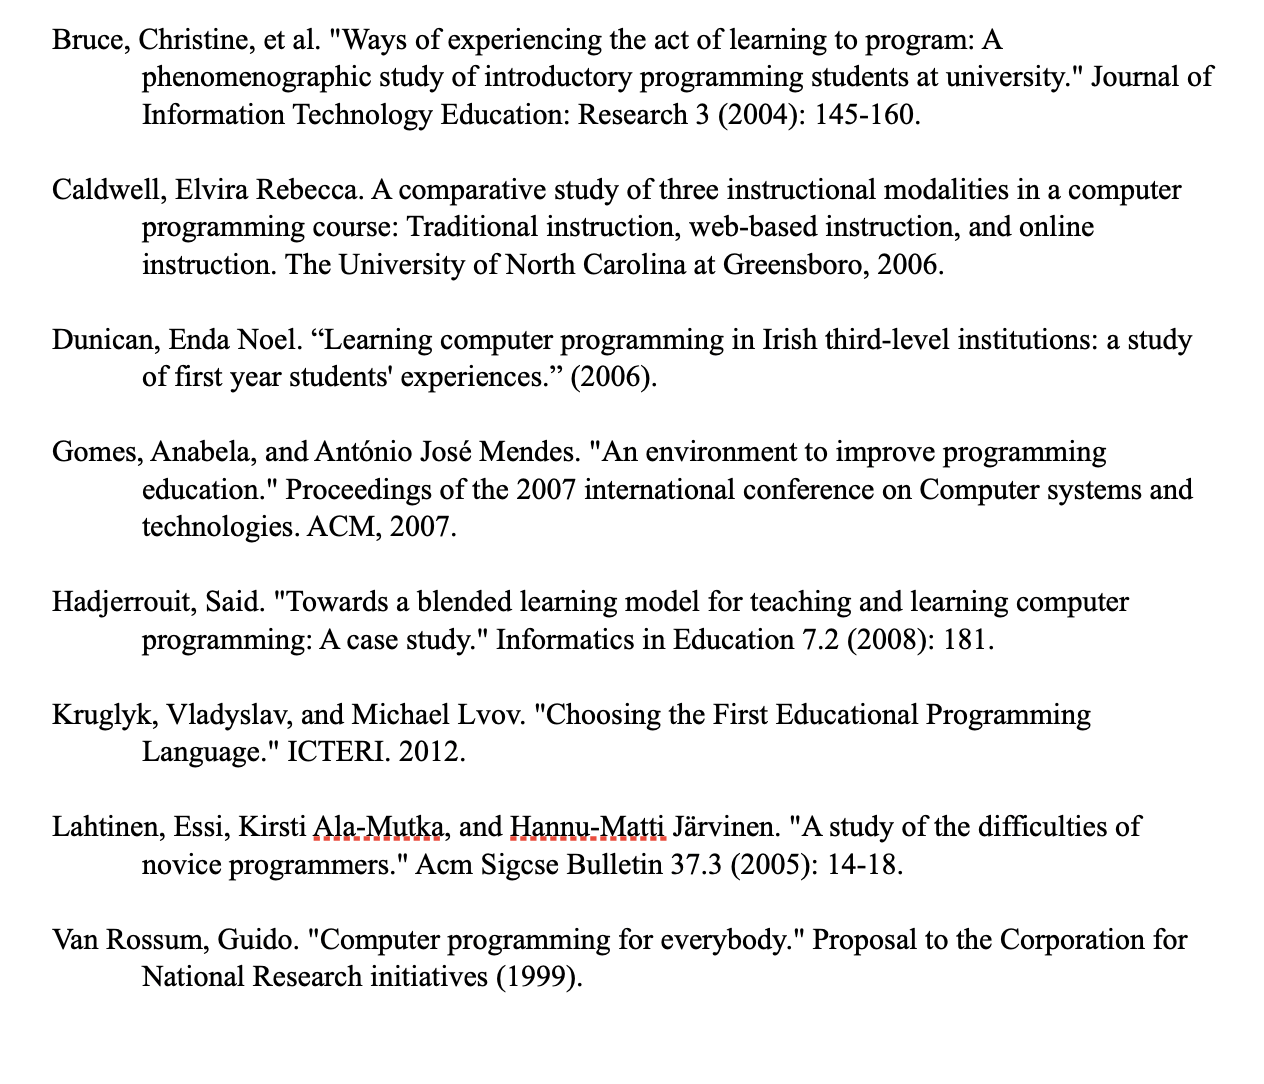 Bruce, Christine, et al. "Ways of experiencing the act of learning to program: A
phenomenographic study of introductory programming students at university." Journal of
Information Technology Education: Research 3 (2004): 145-160.
Caldwell, Elvira Rebecca. A comparative study of three instructional modalities in a computer
programming course: Traditional instruction, web-based instruction, and online
instruction. The University of North Carolina at Greensboro, 2006.
Dunican, Enda Noel. “Learning computer programming in Irish third-level institutions: a study
of first year students' experiences.” (2006).
Gomes, Anabela, and António José Mendes. "An environment to improve programming
education." Proceedings of the 2007 international conference on Computer systems and
technologies. ACM, 2007.
Hadjerrouit, Said. "Towards a blended learning model for teaching and learning computer
programming: A case study." Informatics in Education 7.2 (2008): 181.
Kruglyk, Vladyslav, and Michael Lvov. "Choosing the First Educational Programming
Language." ICTERI. 2012.
Lahtinen, Essi, Kirsti Ala-Mutka, and Hannu-Matti Järvinen. "A study of the difficulties of
novice programmers." Acm Sigcse Bulletin 37.3 (2005): 14-18.
Van Rossum, Guido. "Computer programming for everybody." Proposal to the Corporation for
National Research initiatives (1999).